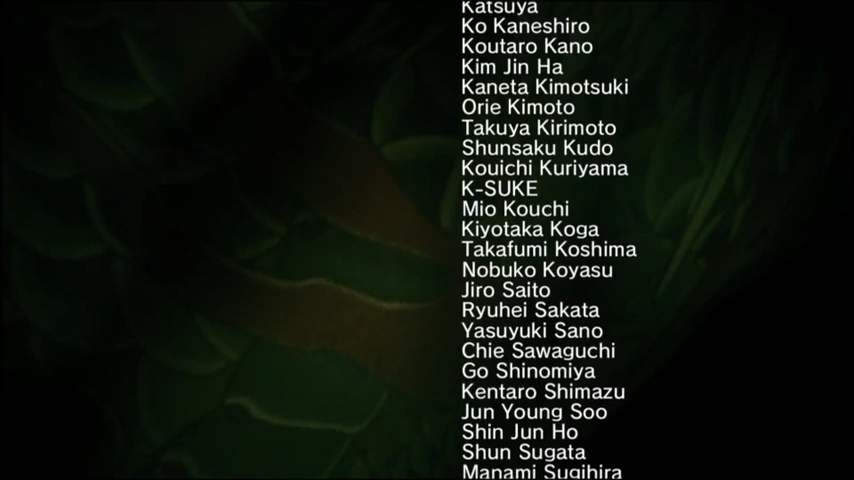 Katsuya
Ko Kaneshiro
Koutaro Kano
Kim Jin Ha
Kaneta Kimotsuki
Orie Kimoto
Takuya Kirimoto
Shunsaku Kudo
Kouichi Kuriyama
K-SUKE
Mio Kouchi
Kiyotaka Koga
Takafumi Koshima
Nobuko Koyasu
Jiro Saito
Ryuhei Sakata
Yasuyuki Sano
Chie Sawaguchi
Go Shinomiya
Kentaro Shimazu
Jun Young Soo
Shin Jun Ho
Shun Sugata
Manami Sugihira